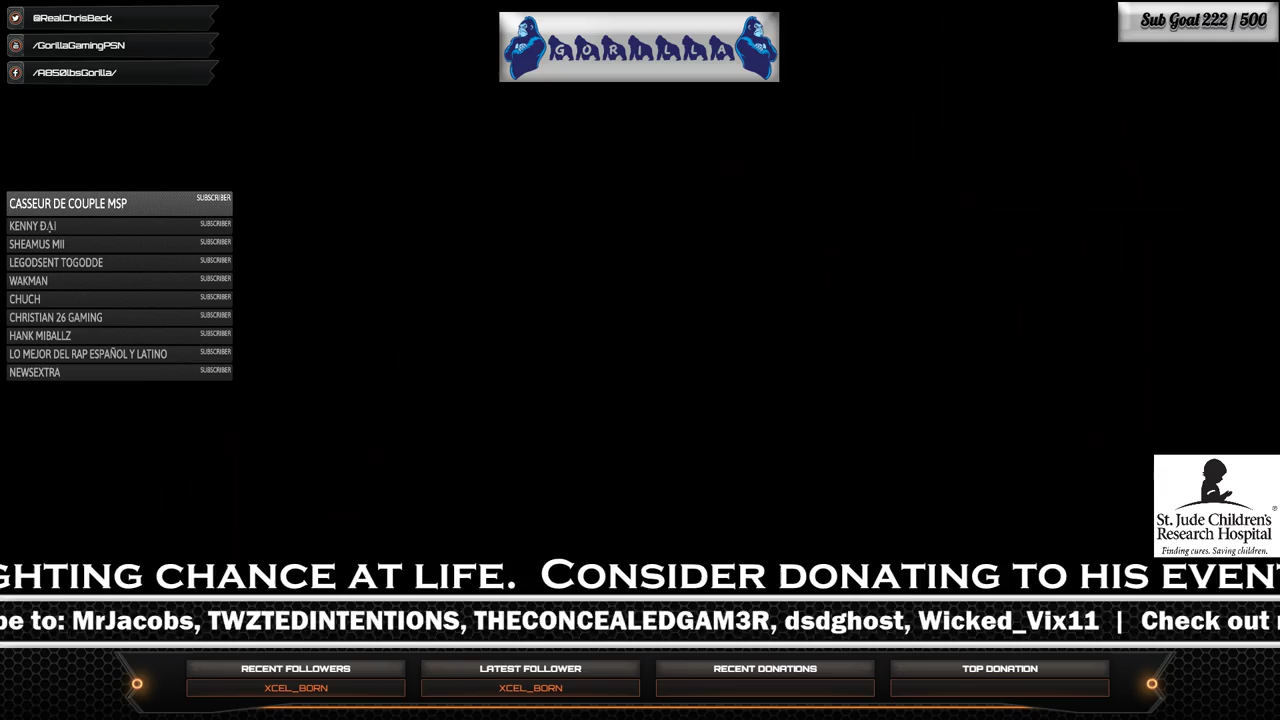 @RealChrisBeck
/GorillaGamingPSN
/A850lbsGorilla/
GORILLA
Sub Goal 222 / 500
CASSEUR DE COUPLE MSP SUBSCRIBER
KENNY ĐẠI SUBSCRIBER
SHEAMUS MII SUBSCRIBER
LEGODSENT TOGODDE SUBSCRIBER
WAKMAN SUBSCRIBER
CHUCH SUBSCRIBER
CHRISTIAN 26 GAMING SUBSCRIBER
HANK MIBALLZ SUBSCRIBER
LO MEJOR DEL RAP ESPAÑOL Y LATINO SUBSCRIBER
NEWSEXTRA SUBSCRIBER
St. Jude Children's
Research Hospital
Finding cures. Saving children.
GHTING CHANCE AT LIFE. CONSIDER DONATING TO HIS EVENT
be to: MrJacobs, TWZTEDINTENTIONS, THECONCEALEDGAM3R, dsdghost, Wicked_Vix11 | Check out
RECENT FOLLOWERS LATEST FOLLOWER RECENT DONATIONS TOP DONATION
XCEL_BORN XCEL_BORN